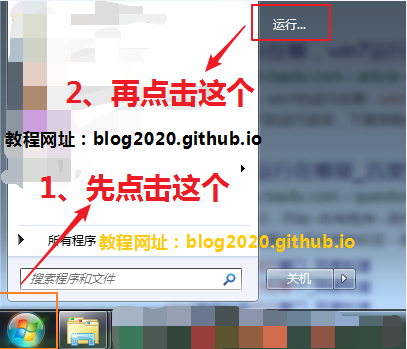 运行...
2、再点击这个
教程网址：blog2020.github.io
1、先点击这个
所有程序
教程网址：blog2020.github.io
搜索程序和文件
关机